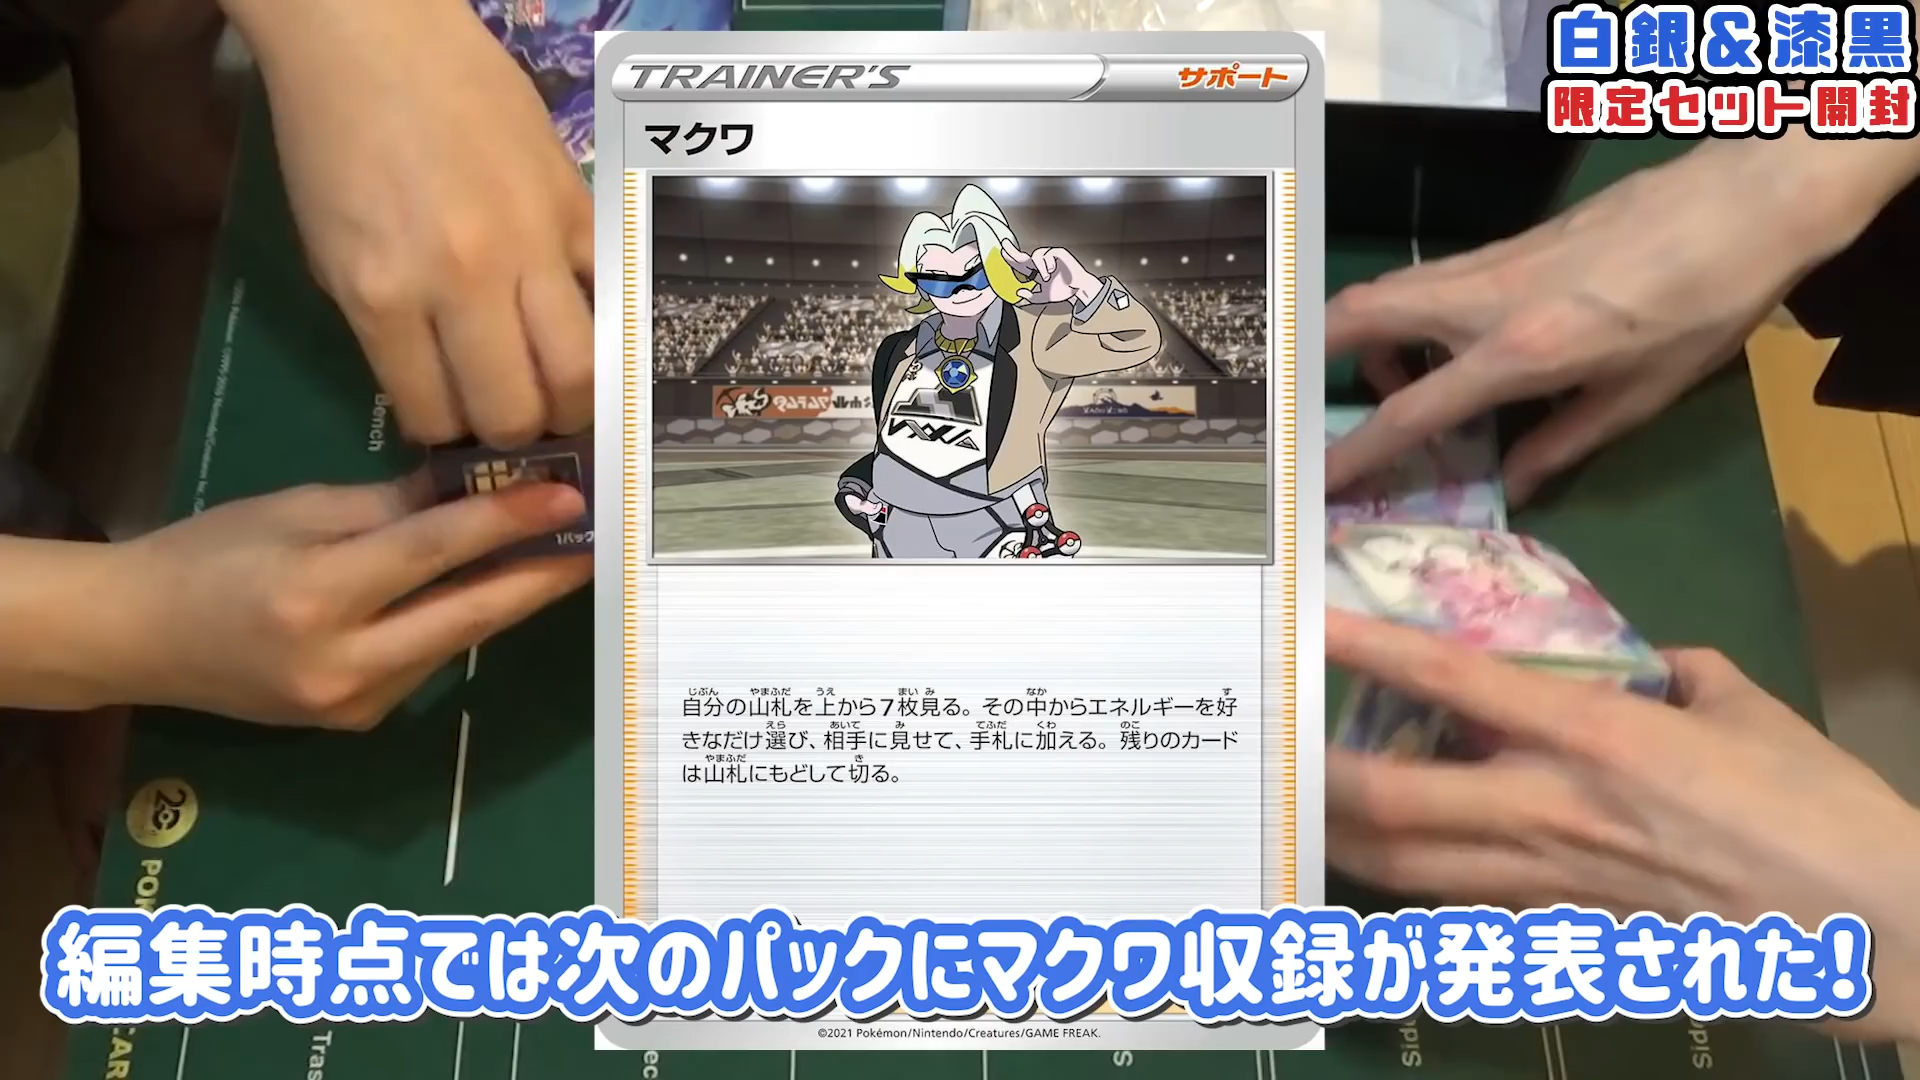 白銀&漆黒
限定セット開封
TRAINER'S
サポート
マクワ
自分の山札を上から7枚見る。その中からエネルギーを好
きなだけ選び、相手に見せて、手札に加える。残りのカード
は山札にもどして切る。
Bench
1パック
編集時点では次のパックにマクワ収録が発表された!
©2021 Pokémon/Nintendo/Creatures/GAME FREAK.